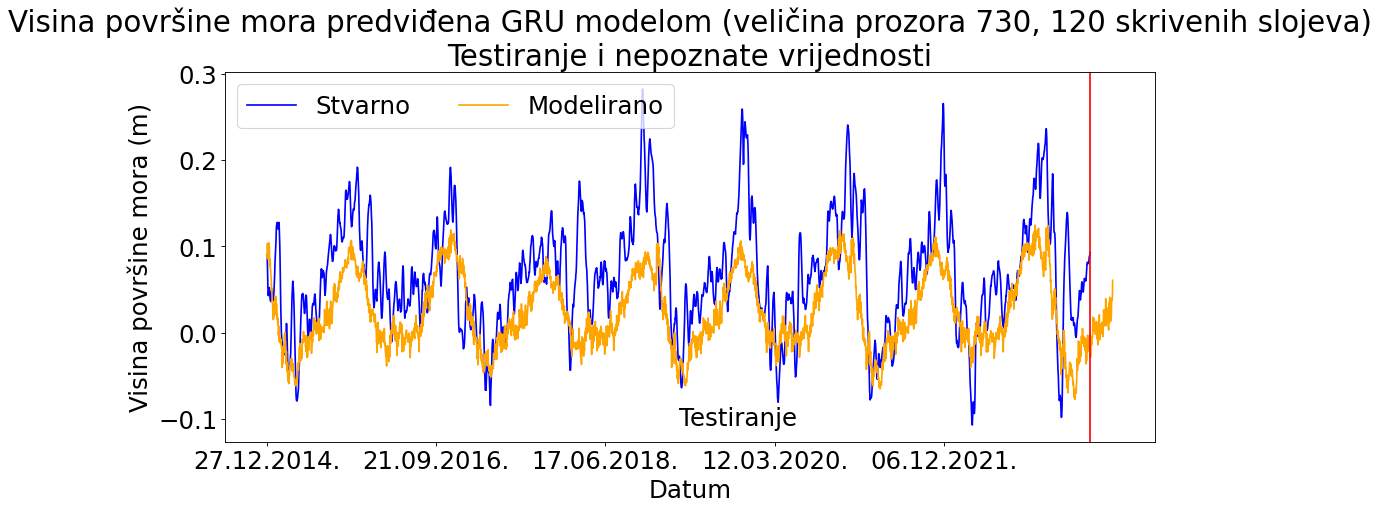 Visina površine mora predviđena GRU modelom (veličina prozora 730, 120 skrivenih slojeva)
Testiranje i nepoznate vrijednosti
Stvarno Modelirano
Visina površine mora (m)
0.3
0.2
0.1
0.0
−0.1
Testiranje
27.12.2014. 21.09.2016. 17.06.2018. 12.03.2020. 06.12.2021.
Datum